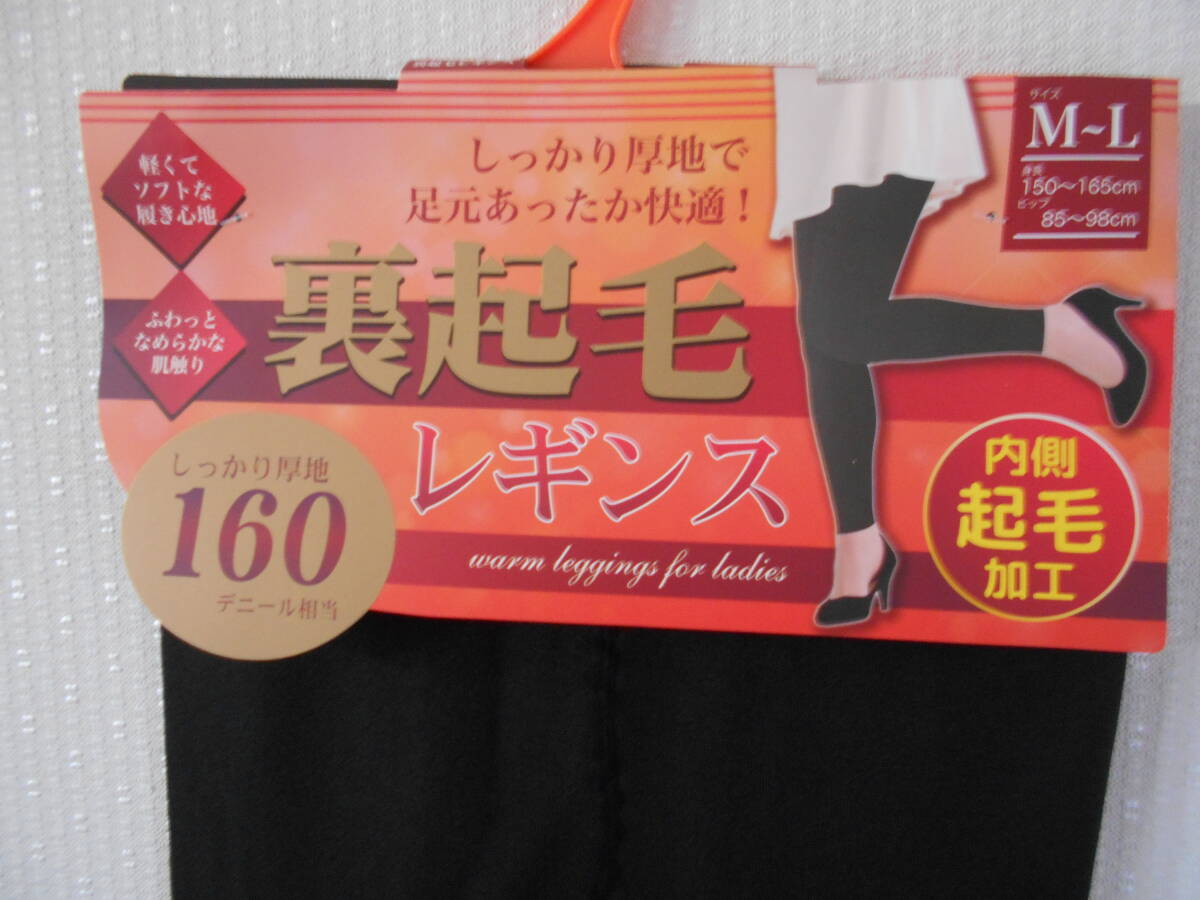 軽くて
ソフトな
履き心地
ふわっと
なめらかな
肌触り
しっかり厚地で
足元あったか快適！
裏起毛
レギンス
warm leggings for ladies
しっかり厚地
160
デニール相当
サイズ
M~L
身長
150〜165cm
ヒップ
85〜98cm
内側
起毛
加工